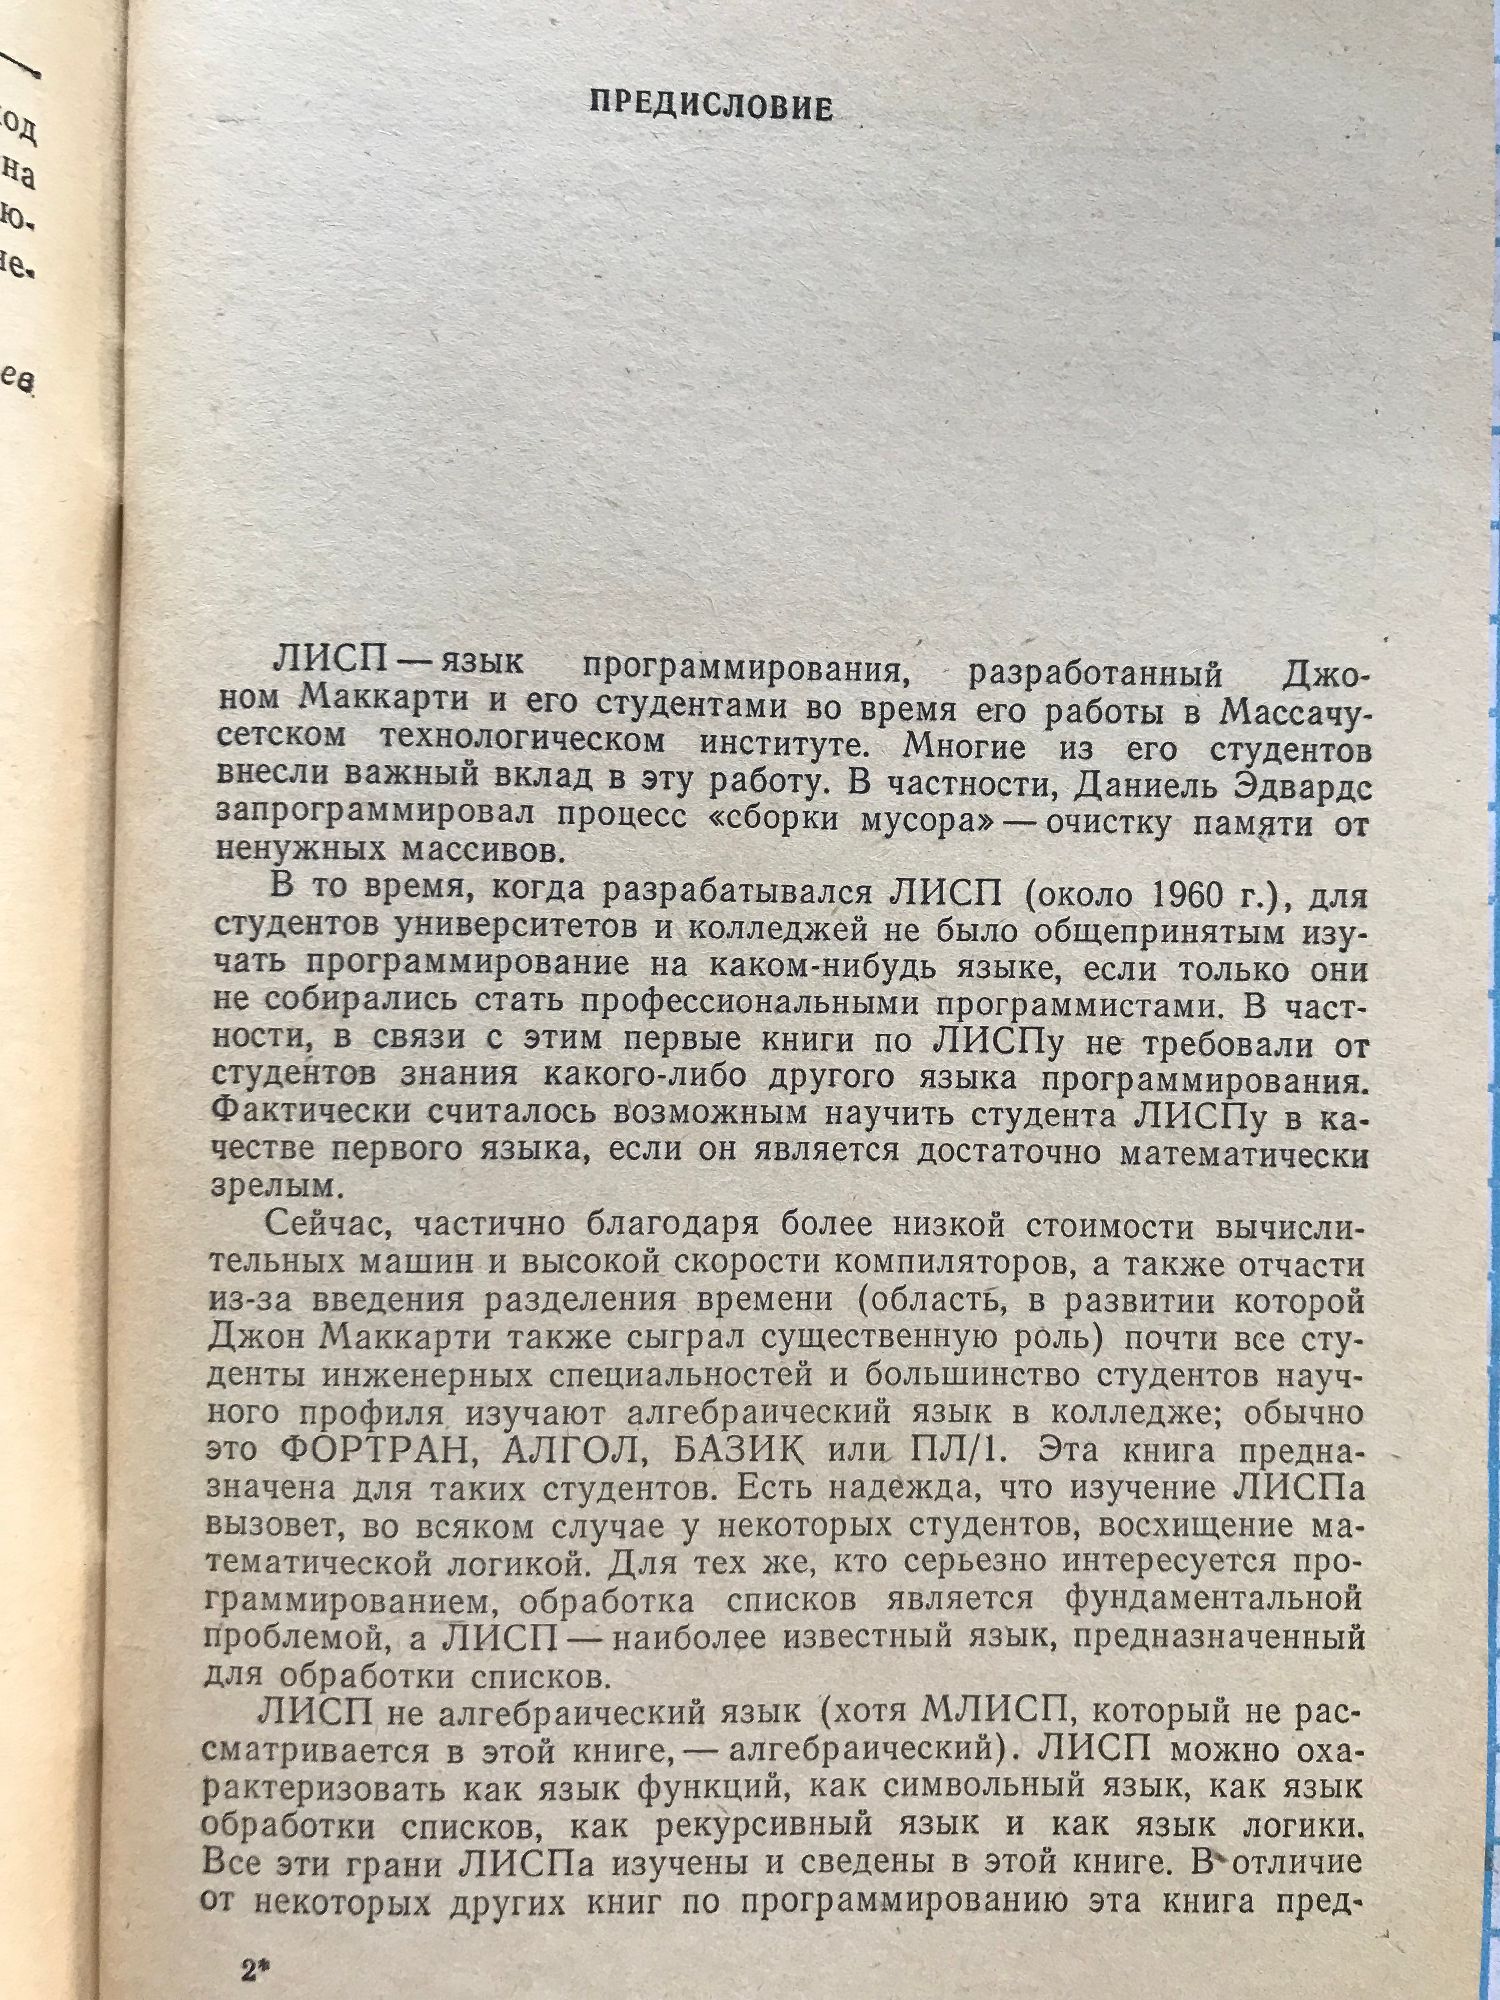 од
на
ю-
не-
ев
ПРЕДИСЛОВИЕ
ЛИСП — язык программирования, разработанный Джо-
ном Маккарти и его студентами во время его работы в Массачу-
сетском технологическом институте. Многие из его студентов
внесли важный вклад в эту работу. В частности, Даниель Эдвардс
запрограммировал процесс «сборки мусора» — очистку памяти от
ненужных массивов.
В то время, когда разрабатывался ЛИСП (около 1960 г.), для
студентов университетов и колледжей не было общепринятым изу-
чать программирование на каком-нибудь языке, если только они
не собирались стать профессиональными программистами. В част-
ности, в связи с этим первые книги по ЛИСПу не требовали от
студентов знания какого-либо другого языка программирования.
Фактически считалось возможным научить студента ЛИСПу в ка-
честве первого языка, если он является достаточно математически
зрелым.
Сейчас, частично благодаря более низкой стоимости вычисли-
тельных машин и высокой скорости компиляторов, а также отчасти
из-за введения разделения времени (область, в развитии которой
Джон Маккарти также сыграл существенную роль) почти все сту-
денты инженерных специальностей и большинство студентов науч-
ного профиля изучают алгебраический язык в колледже; обычно
это ФОРТРАН, АЛГОЛ, БАЗИК или ПЛ/1. Эта книга предна-
значена для таких студентов. Есть надежда, что изучение ЛИСПа
вызовет, во всяком случае у некоторых студентов, восхищение ма-
тематической логикой. Для тех же, кто серьезно интересуется про-
граммированием, обработка списков является фундаментальной
проблемой, а ЛИСП — наиболее известный язык, предназначенный
для обработки списков.
ЛИСП не алгебраический язык (хотя МЛИСП, который не рас-
сматривается в этой книге, — алгебраический). ЛИСП можно оха-
рактеризовать как язык функций, как символьный язык, как язык
обработки списков, как рекурсивный язык и как язык логики.
Все эти грани ЛИСПа изучены и сведены в этой книге. В отличие
от некоторых других книг по программированию эта книга пред-
2*